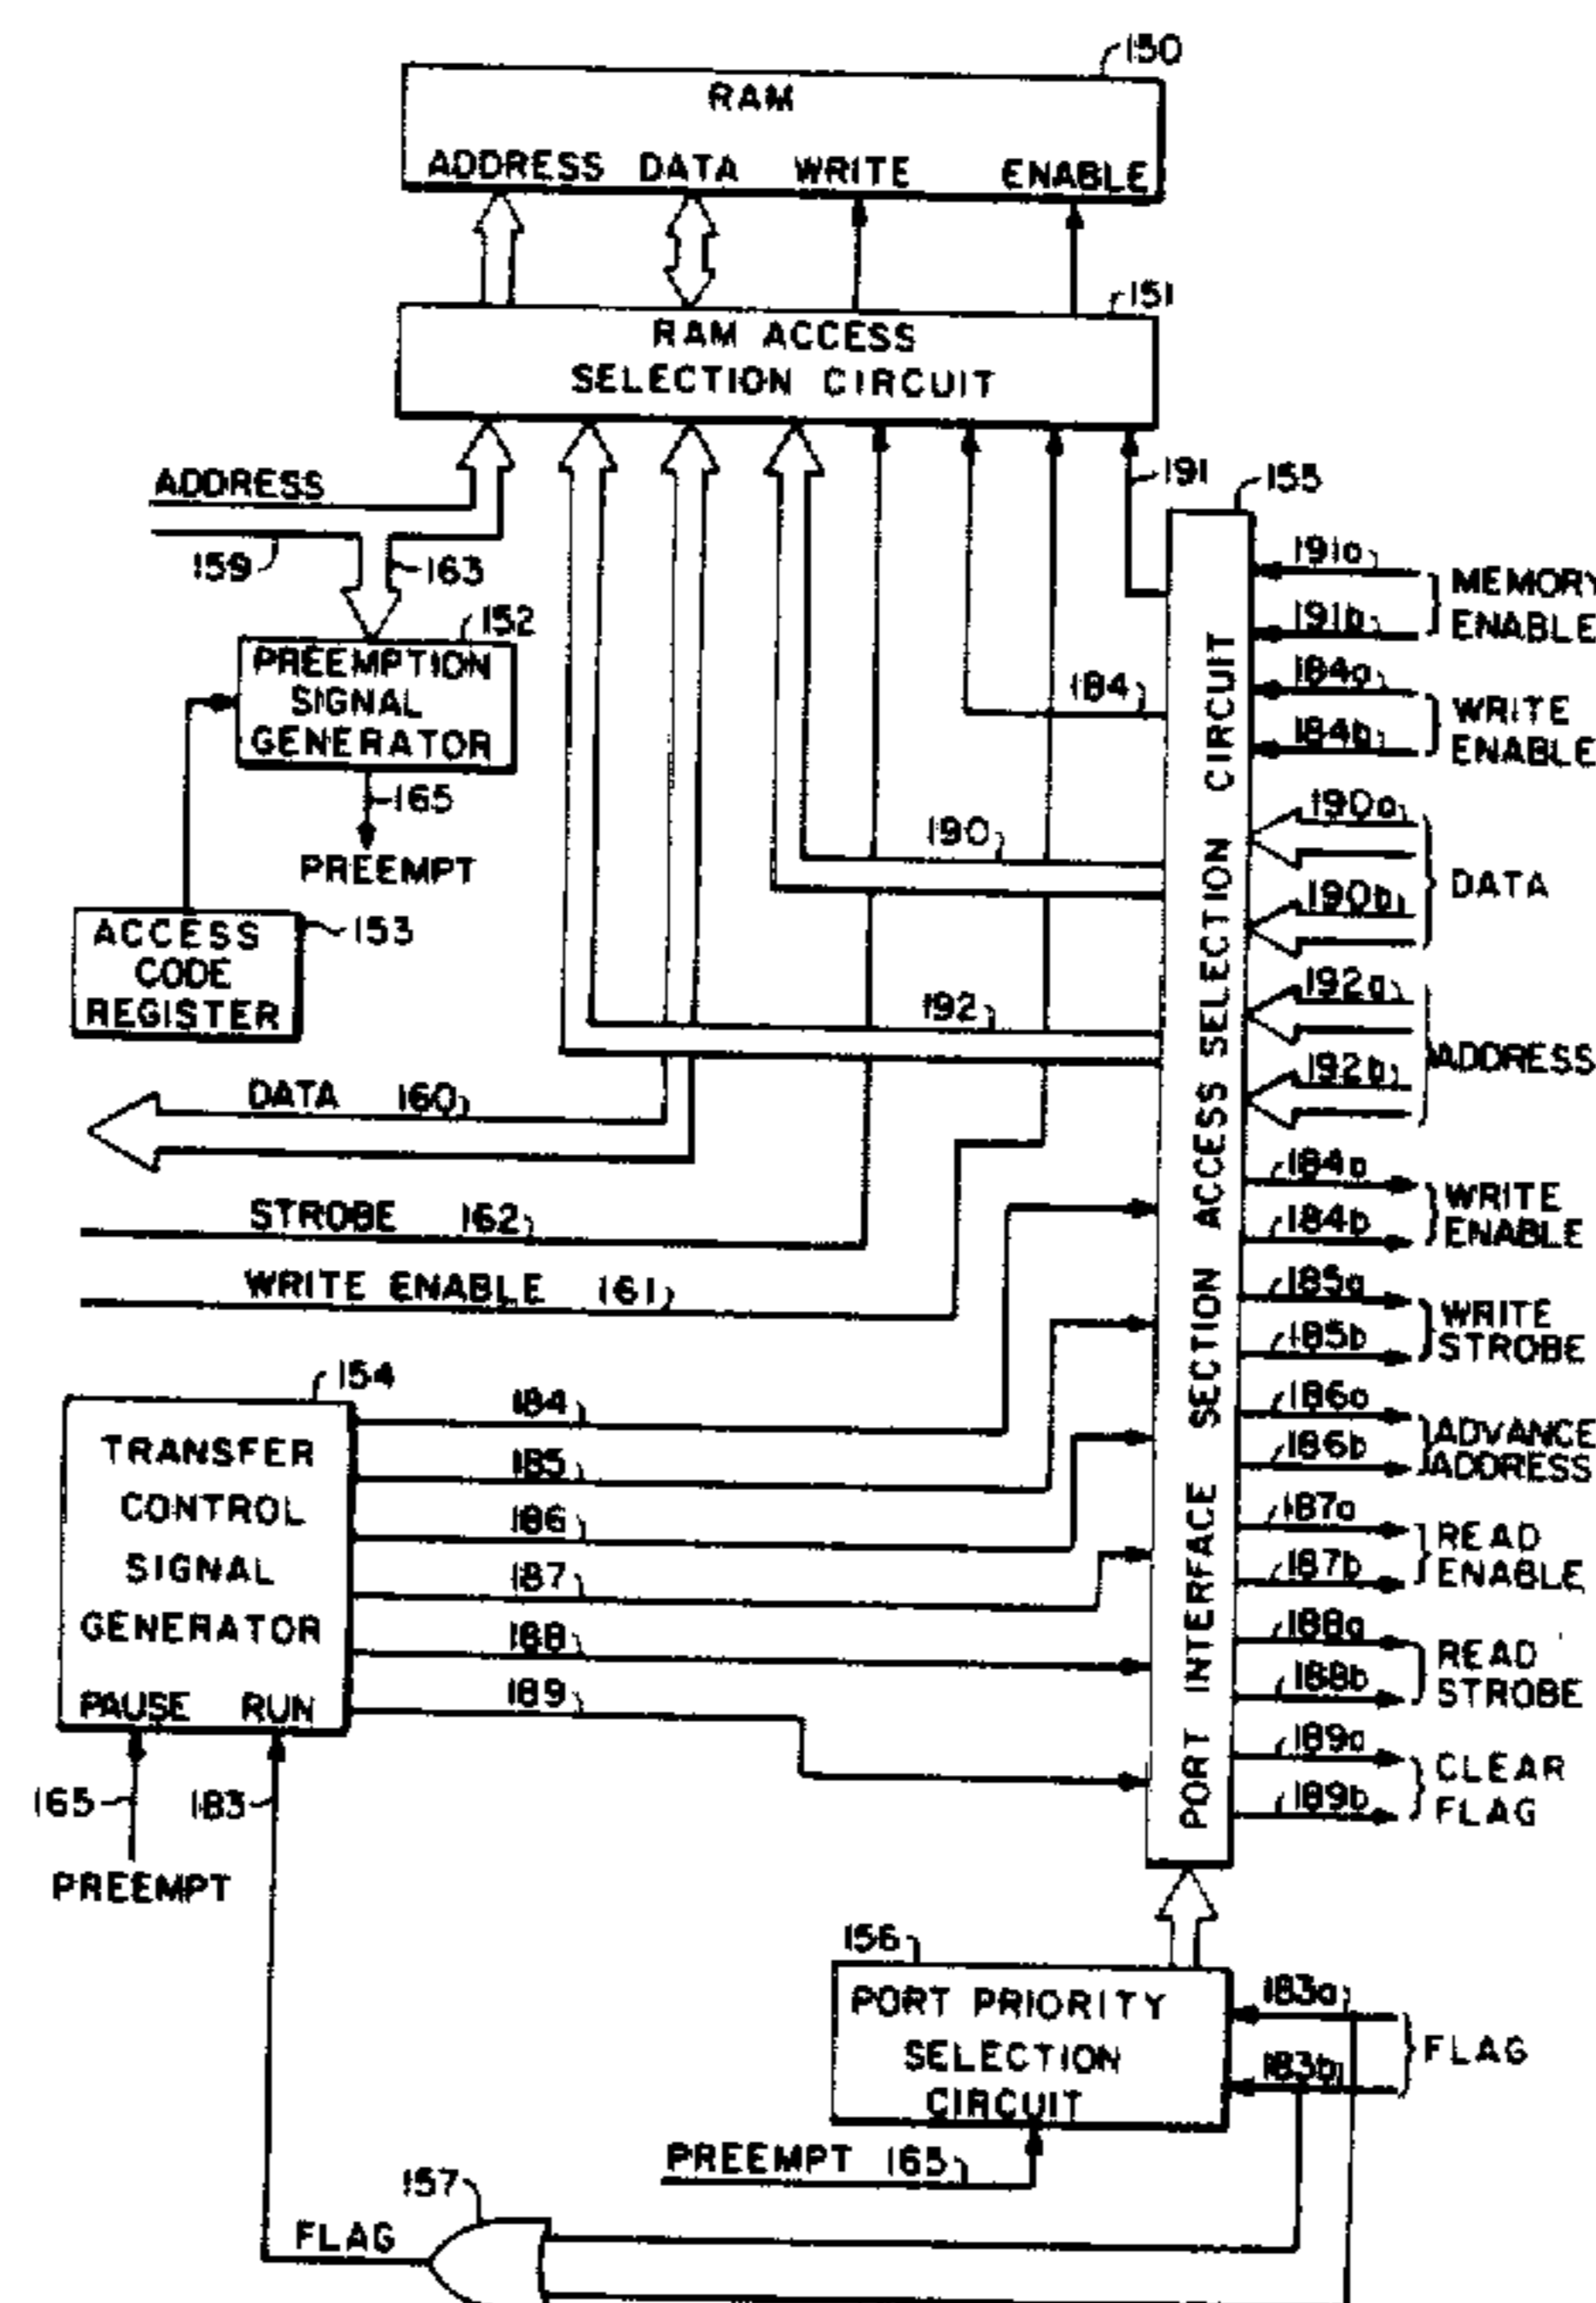 150
RAM
ADDRESS DATA WRITE ENABLE
151
RAM ACCESS
SELECTION CIRCUIT
191
155
ADDRESS
159
163
152
PREEMPTION
SIGNAL
GENERATOR
165
PREEMPT
153
ACCESS
CODE
REGISTER
184
190
192
DATA 160
STROBE 162
WRITE ENABLE 161
PORT INTERFACE SECTION ACCESS SELECTION CIRCUIT
191a
191b
MEMORY
ENABLE
184a
184b
WRITE
ENABLE
190a
190b
DATA
192a
192b
ADDRESS
184a
184b
WRITE
ENABLE
185a
185b
WRITE
STROBE
186a
186b
ADVANCE
ADDRESS
187a
187b
READ
ENABLE
188a
188b
READ
STROBE
189a
189b
CLEAR
FLAG
154
TRANSFER
CONTROL
SIGNAL
GENERATOR
PAUSE RUN
184
185
186
187
188
189
165
183
PREEMPT
156
PORT PRIORITY
SELECTION
CIRCUIT
183a
183b
FLAG
PREEMPT 165
157
FLAG